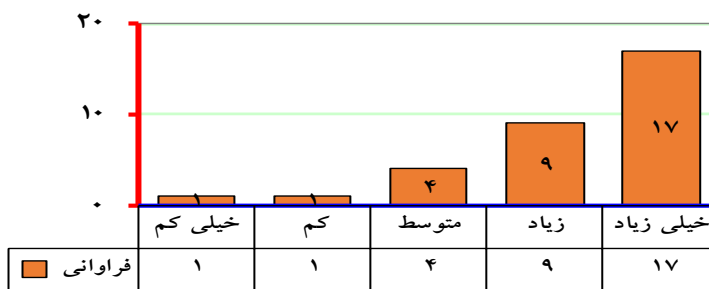 ۲۰
۱۰
۰
۱
۱
۴
۹
۱۷
خیلی کم
کم
متوسط
زیاد
خیلی زیاد
فراوانی
۱
۱
۴
۹
۱۷